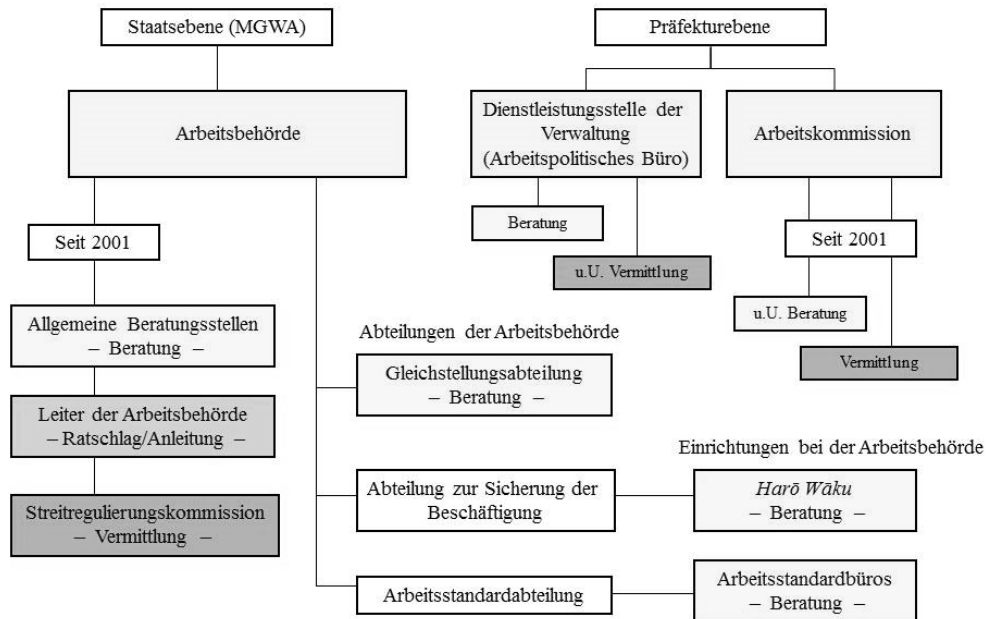 Staatsebene (MGWA)
Arbeitsbehörde
Seit 2001
Allgemeine Beratungsstellen
– Beratung –
Leiter der Arbeitsbehörde
– Ratschlag/Anleitung –
Streitregulierungskommission
– Vermittlung –
Abteilungen der Arbeitsbehörde
Gleichstellungsabteilung
– Beratung –
Abteilung zur Sicherung der
Beschäftigung
Arbeitsstandardabteilung
Einrichtungen bei der Arbeitsbehörde
Harō Wāku
– Beratung –
Arbeitsstandardbüros
– Beratung –
Präfekturebene
Dienstleistungsstelle der
Verwaltung
(Arbeitspolitisches Büro)
Beratung
u.U. Vermittlung
Arbeitskommission
Seit 2001
u.U. Beratung
Vermittlung